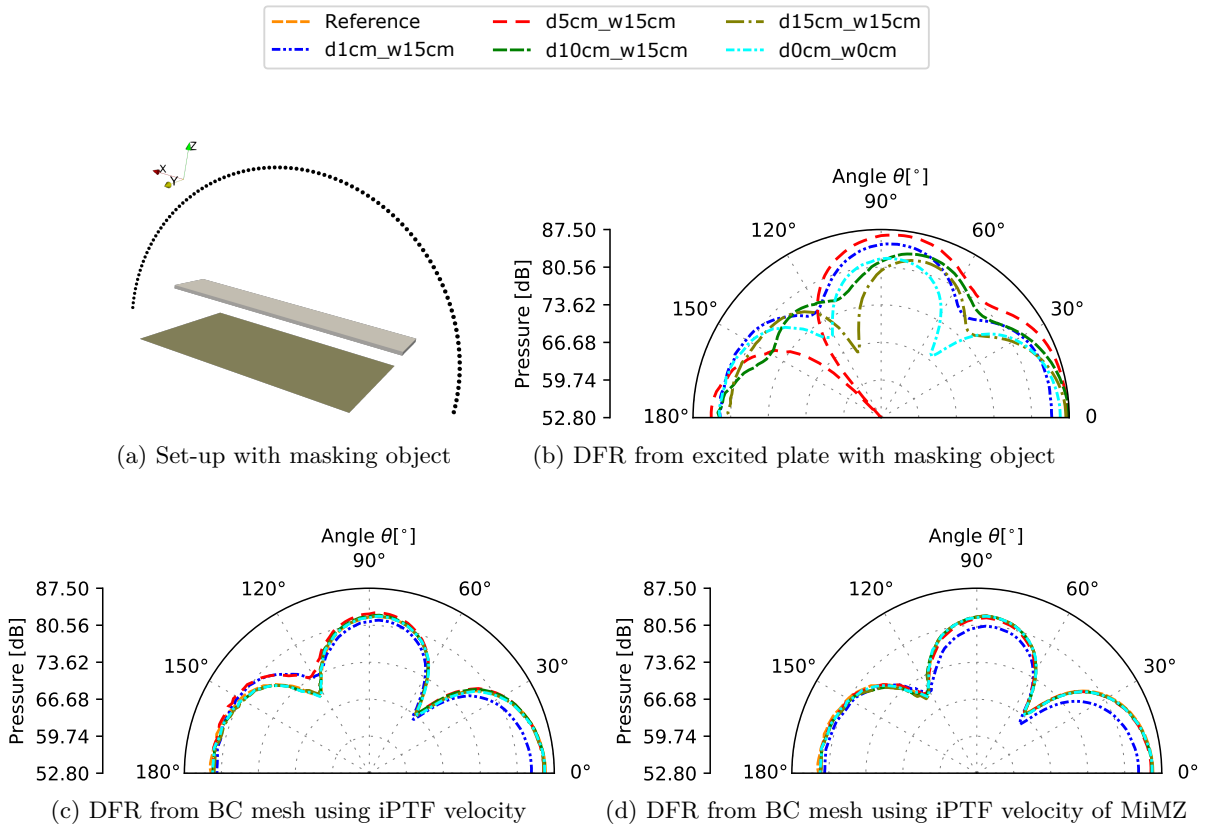 Reference
d5cm_w15cm
d15cm_w15cm
d1cm_w15cm
d10cm_w15cm
d0cm_w0cm
Z
X
Y
Angle θ[°]
90°
120°
60°
150°
30°
180°
0
87.50
80.56
73.62
66.68
59.74
52.80
Pressure [dB]
(a) Set-up with masking object
(b) DFR from excited plate with masking object
Angle θ[°]
90°
120°
60°
150°
30°
180°
0°
87.50
80.56
73.62
66.68
59.74
52.80
Pressure [dB]
Angle θ[°]
90°
120°
60°
150°
30°
180°
0°
87.50
80.56
73.62
66.68
59.74
52.80
Pressure [dB]
(c) DFR from BC mesh using iPTF velocity
(d) DFR from BC mesh using iPTF velocity of MiMZ